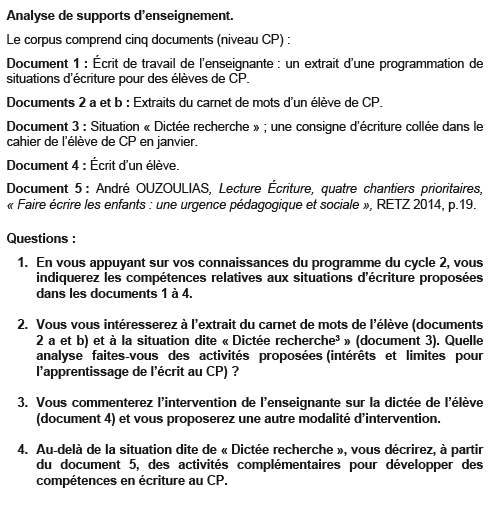 Analyse de supports d’enseignement.
Le corpus comprend cinq documents (niveau CP) :
Document 1 : Écrit de travail de l’enseignante : un extrait d’une programmation de
situations d’écriture pour des élèves de CP.
Documents 2 a et b : Extraits du carnet de mots d’un élève de CP.
Document 3 : Situation « Dictée recherche » ; une consigne d’écriture collée dans le
cahier de l’élève de CP en janvier.
Document 4 : Écrit d’un élève.
Document 5 : André OUZOULIAS, Lecture Écriture, quatre chantiers prioritaires,
« Faire écrire les enfants : une urgence pédagogique et sociale », RETZ 2014, p.19.
Questions :
1. En vous appuyant sur vos connaissances du programme du cycle 2, vous
indiquerez les compétences relatives aux situations d’écriture proposées
dans les documents 1 à 4.
2. Vous vous intéresserez à l’extrait du carnet de mots de l’élève (documents
2 a et b) et à la situation dite « Dictée recherche³ » (document 3). Quelle
analyse faites-vous des activités proposées (intérêts et limites pour
l’apprentissage de l’écrit au CP) ?
3. Vous commenterez l’intervention de l’enseignante sur la dictée de l’élève
(document 4) et vous proposerez une autre modalité d’intervention.
4. Au-delà de la situation dite de « Dictée recherche », vous décrirez, à partir
du document 5, des activités complémentaires pour développer des
compétences en écriture au CP.